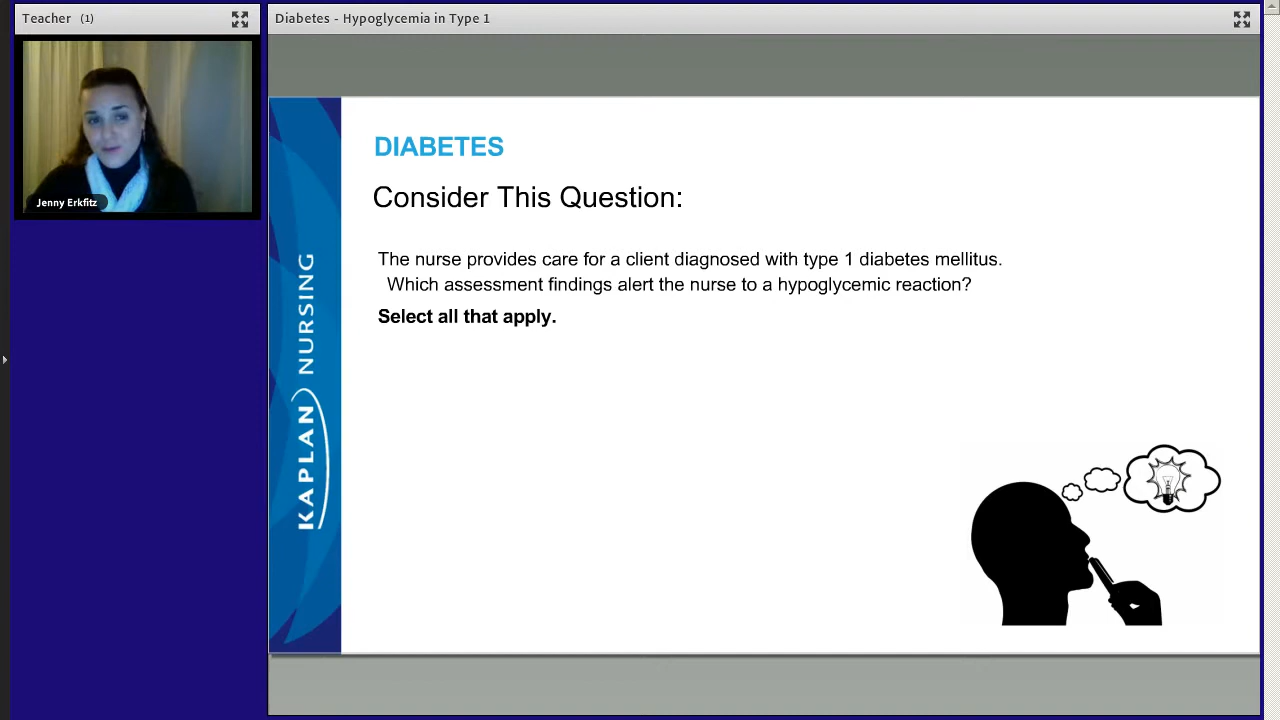 Teacher (1)
Diabetes - Hypoglycemia in Type 1
Jenny Erkfitz
KAPLAN NURSING
DIABETES
Consider This Question:
The nurse provides care for a client diagnosed with type 1 diabetes mellitus.
Which assessment findings alert the nurse to a hypoglycemic reaction?
Select all that apply.